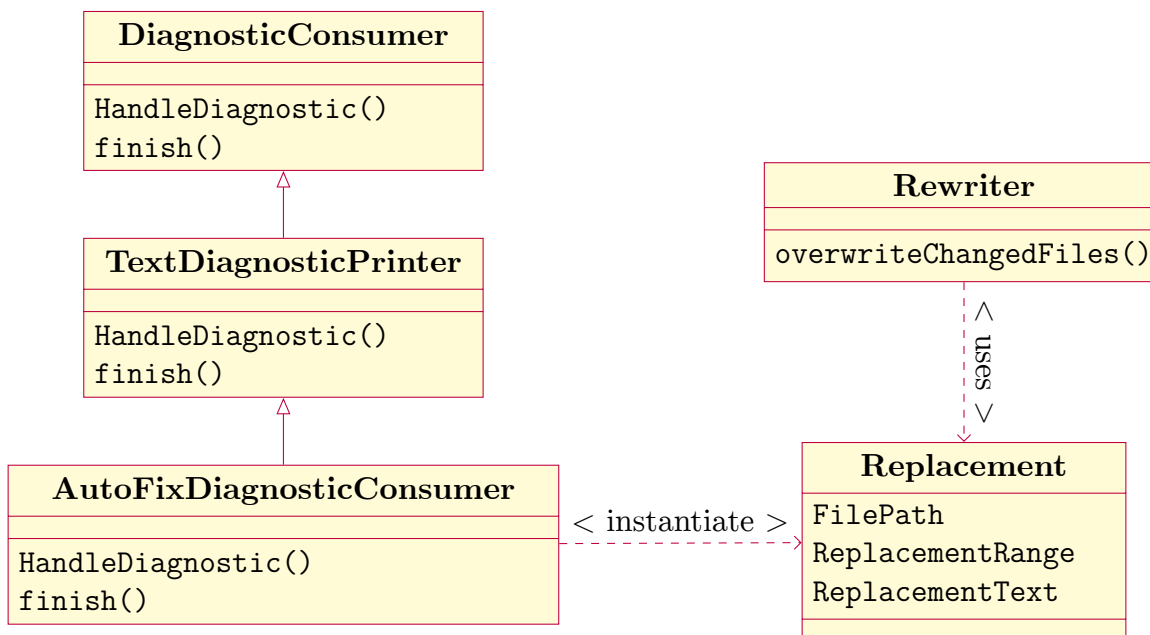 DiagnosticConsumer
HandleDiagnostic()
finish()
TextDiagnosticPrinter
HandleDiagnostic()
finish()
AutoFixDiagnosticConsumer
HandleDiagnostic()
finish()
< instantiate >
Rewriter
overwriteChangedFiles()
< uses >
Replacement
FilePath
ReplacementRange
ReplacementText